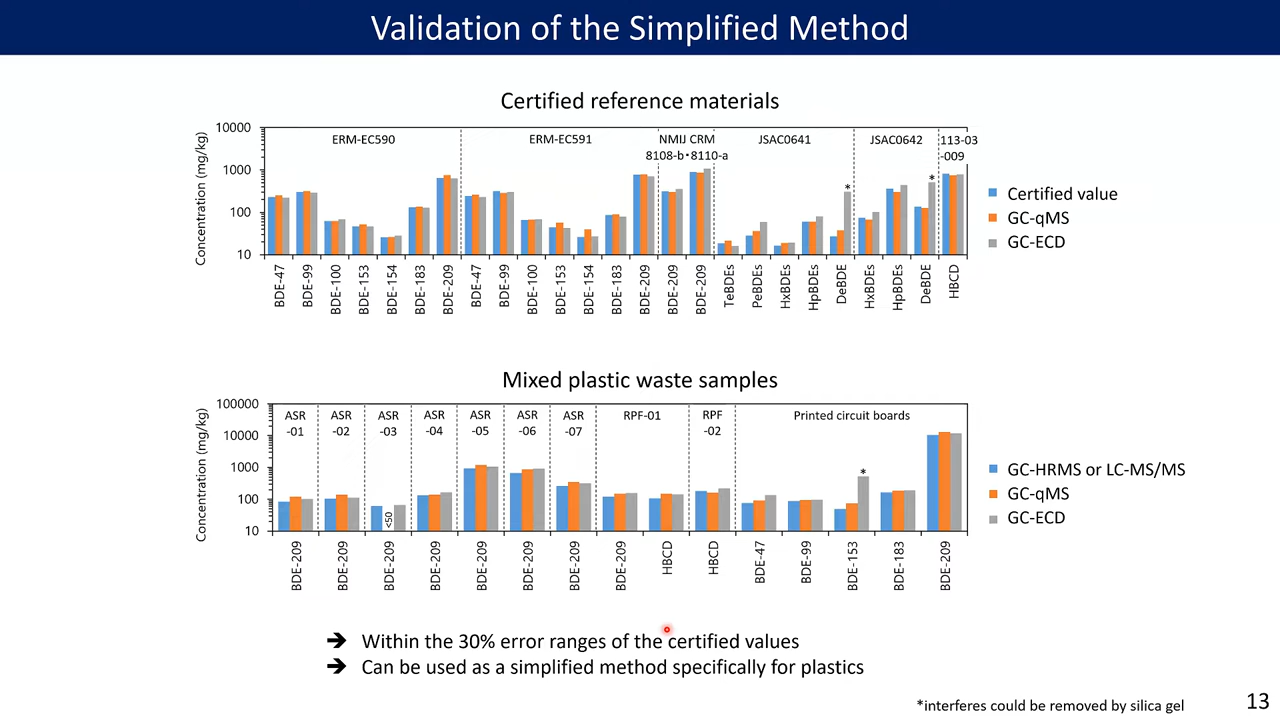 Validation of the Simplified Method
Certified reference materials
Concentration (mg/kg)
10000
1000
100
10
ERM-EC590
ERM-EC591
NMIJ CRM
8108-b・8110-a
JSAC0641
JSAC0642
113-03
-009
*
*
BDE-47
BDE-99
BDE-100
BDE-153
BDE-154
BDE-183
BDE-209
BDE-47
BDE-99
BDE-100
BDE-153
BDE-154
BDE-183
BDE-209
BDE-209
BDE-209
TeBDEs
PeBDEs
HxBDEs
HpBDEs
DeBDE
HxBDEs
HpBDEs
DeBDE
HBCD
Certified value
GC-qMS
GC-ECD
Mixed plastic waste samples
Concentration (mg/kg)
100000
10000
1000
100
10
ASR
-01
ASR
-02
ASR
-03
ASR
-04
ASR
-05
ASR
-06
ASR
-07
RPF-01
RPF
-02
Printed circuit boards
<50
*
BDE-209
BDE-209
BDE-209
BDE-209
BDE-209
BDE-209
BDE-209
BDE-209
HBCD
HBCD
BDE-47
BDE-99
BDE-153
BDE-183
BDE-209
GC-HRMS or LC-MS/MS
GC-qMS
GC-ECD
➔ Within the 30% error ranges of the certified values
➔ Can be used as a simplified method specifically for plastics
*interferes could be removed by silica gel
13